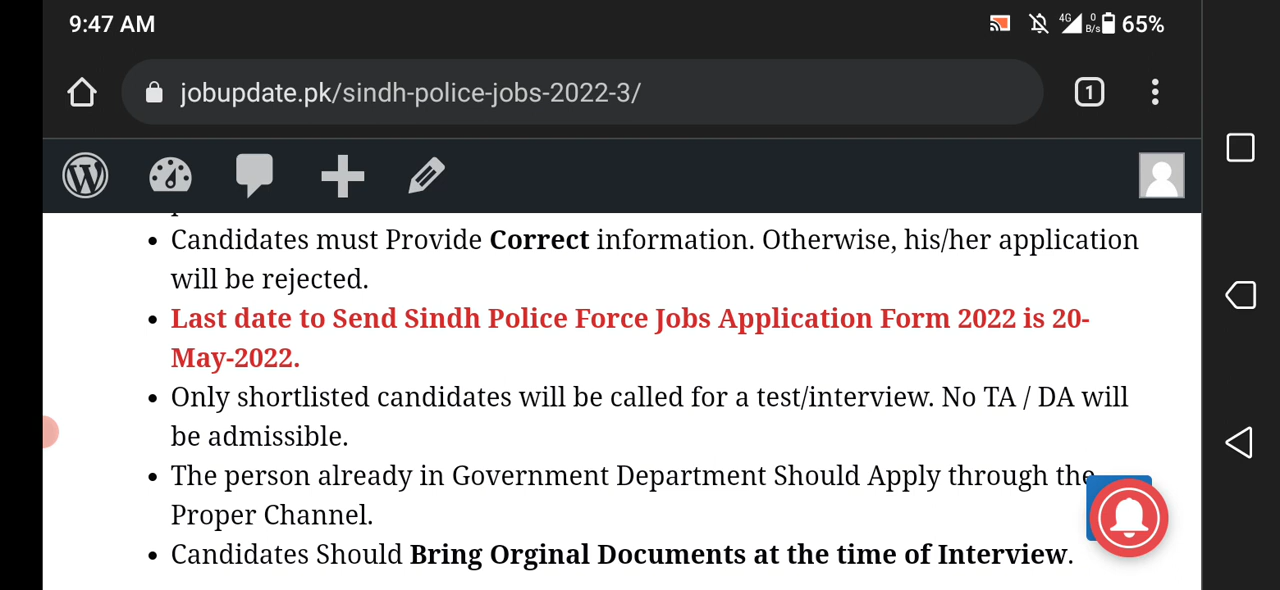 9:47 AM
4G 0 B/s 65%
jobupdate.pk/sindh-police-jobs-2022-3/
1
• Candidates must Provide Correct information. Otherwise, his/her application
will be rejected.
• Last date to Send Sindh Police Force Jobs Application Form 2022 is 20-
May-2022.
• Only shortlisted candidates will be called for a test/interview. No TA / DA will
be admissible.
• The person already in Government Department Should Apply through the
Proper Channel.
• Candidates Should Bring Orginal Documents at the time of Interview.